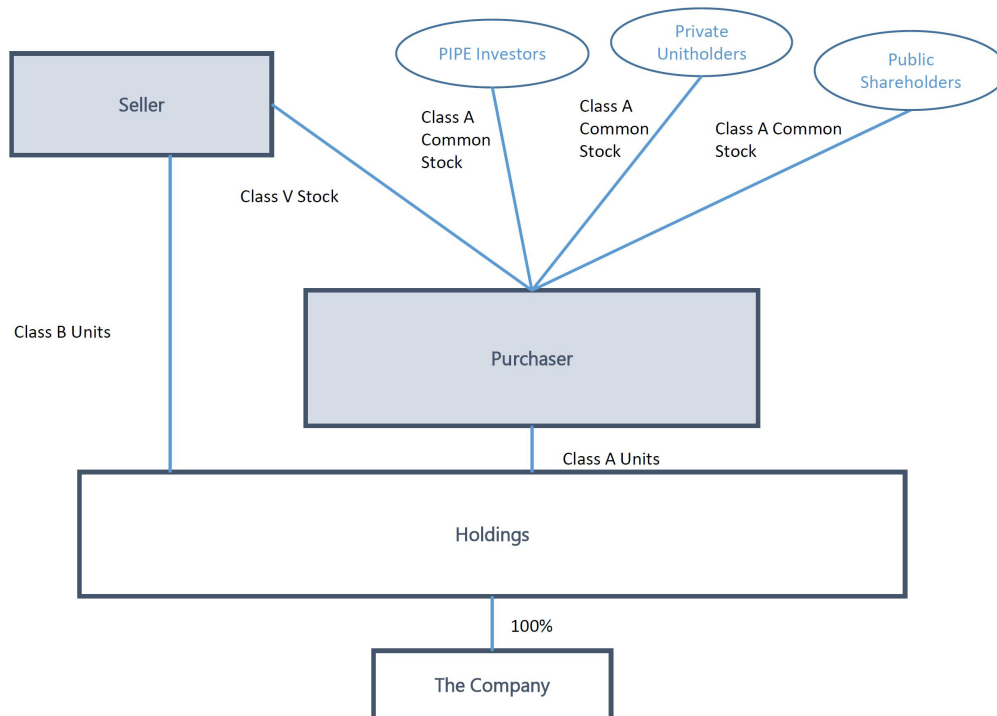 PIPE Investors
Private
Unitholders
Public
Shareholders
Seller
Class A
Common
Stock
Class A
Common
Stock
Class A Common
Stock
Class V Stock
Class B Units
Purchaser
Class A Units
Holdings
100%
The Company